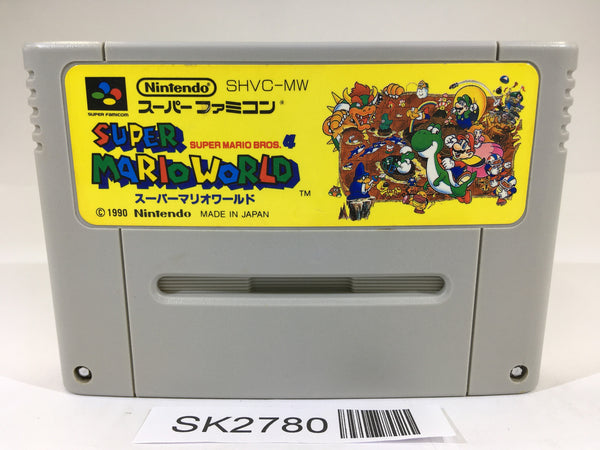 Nintendo SHVC-MW
スーパーファミコン®
SUPER FAMICOM
SUPER MARIO BROS. 4
SUPER
MARIO WORLD
スーパーマリオワールド ™
© 1990 Nintendo MADE IN JAPAN
SK2780